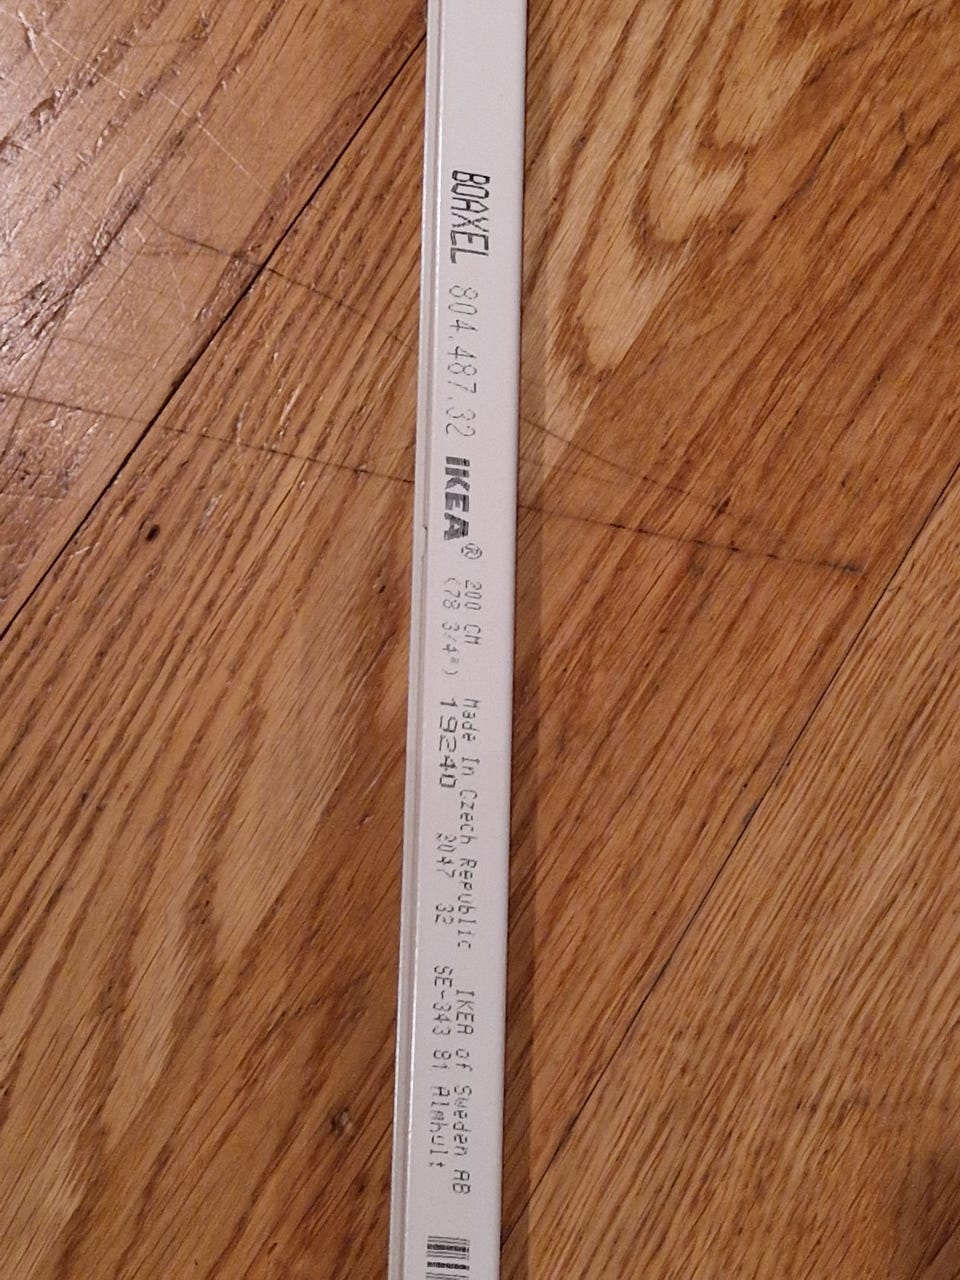 BOAXEL 804.487.32 IKEA®
200 CM
(78 3/4")
Made In Czech Republic
19240 2047 32
IKEA of Sweden AB
SE-343 81 Almhult